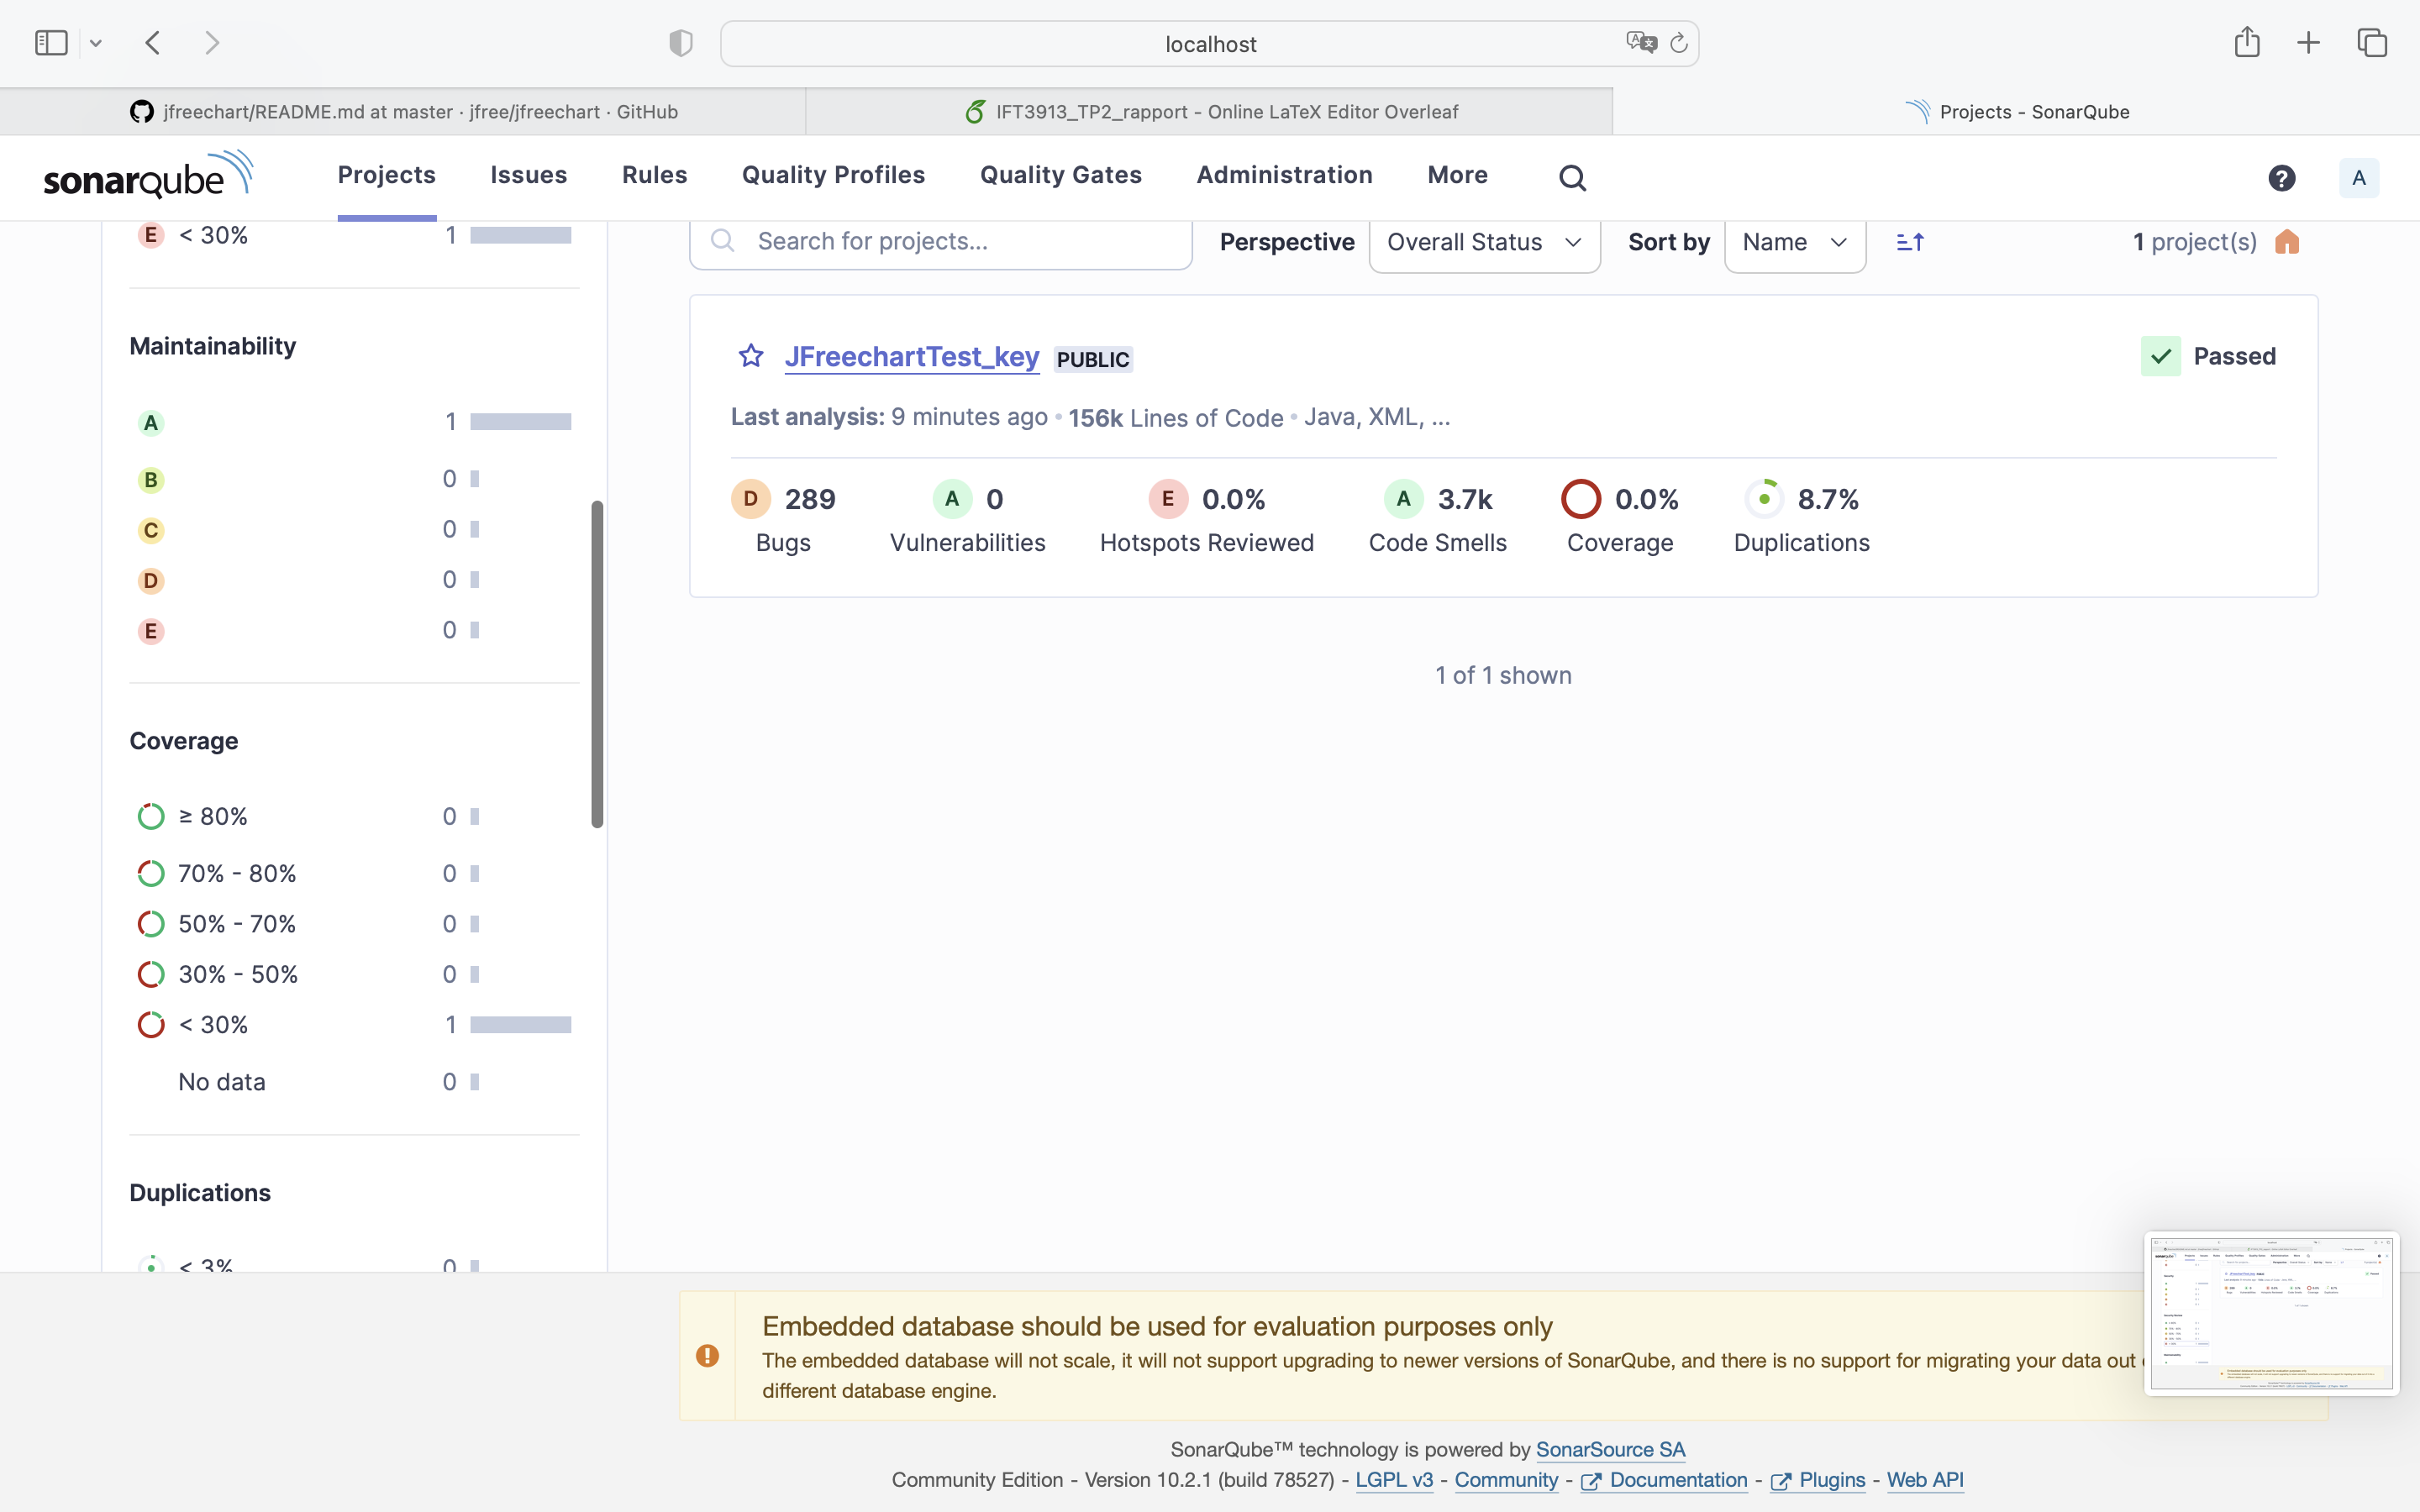 localhost
jfreechart/README.md at master · jfree/jfreechart · GitHub
IFT3913_TP2_rapport - Online LaTeX Editor Overleaf
Projects - SonarQube
sonarqube
Projects
Issues
Rules
Quality Profiles
Quality Gates
Administration
More
A
E < 30% 1
Search for projects...
Perspective Overall Status
Sort by Name
1 project(s)
Maintainability
A 1
B 0
C 0
D 0
E 0
Coverage
≥ 80% 0
70% - 80% 0
50% - 70% 0
30% - 50% 0
< 30% 1
No data 0
Duplications
< 3% 0
JFreechartTest_key PUBLIC
Passed
Last analysis: 9 minutes ago • 156k Lines of Code • Java, XML, ...
D 289
Bugs
A 0
Vulnerabilities
E 0.0%
Hotspots Reviewed
A 3.7k
Code Smells
0.0%
Coverage
8.7%
Duplications
1 of 1 shown
Embedded database should be used for evaluation purposes only
The embedded database will not scale, it will not support upgrading to newer versions of SonarQube, and there is no support for migrating your data out
different database engine.
SonarQube™ technology is powered by SonarSource SA
Community Edition - Version 10.2.1 (build 78527) - LGPL v3 - Community - Documentation - Plugins - Web API